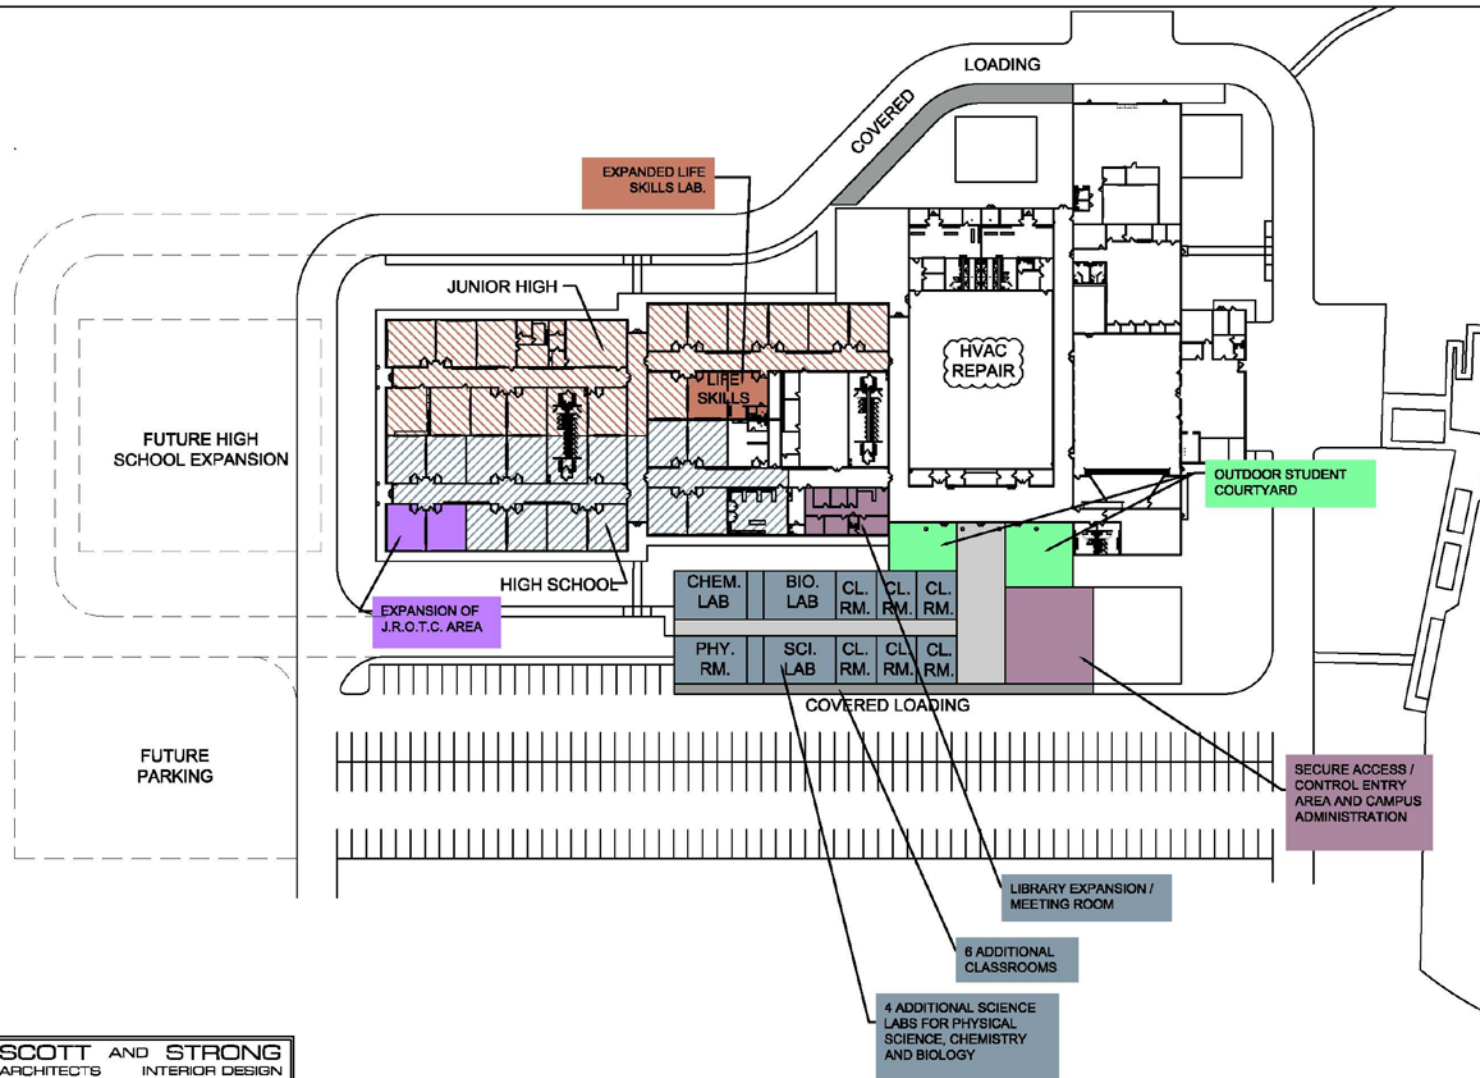 LOADING
COVERED
EXPANDED LIFE
SKILLS LAB.
JUNIOR HIGH
HVAC
REPAIR
LIFE
SKILLS
FUTURE HIGH
SCHOOL EXPANSION
OUTDOOR STUDENT
COURTYARD
HIGH SCHOOL
EXPANSION OF
J.R.O.T.C. AREA
CHEM.
LAB
BIO.
LAB
CL.
RM.
CL.
RM.
CL.
RM.
PHY.
RM.
SCI.
LAB
CL.
RM.
CL.
RM.
CL.
RM.
COVERED LOADING
FUTURE
PARKING
SECURE ACCESS /
CONTROL ENTRY
AREA AND CAMPUS
ADMINISTRATION
LIBRARY EXPANSION /
MEETING ROOM
6 ADDITIONAL
CLASSROOMS
4 ADDITIONAL SCIENCE
LABS FOR PHYSICAL
SCIENCE, CHEMISTRY
AND BIOLOGY
SCOTT AND STRONG
ARCHITECTS INTERIOR DESIGN